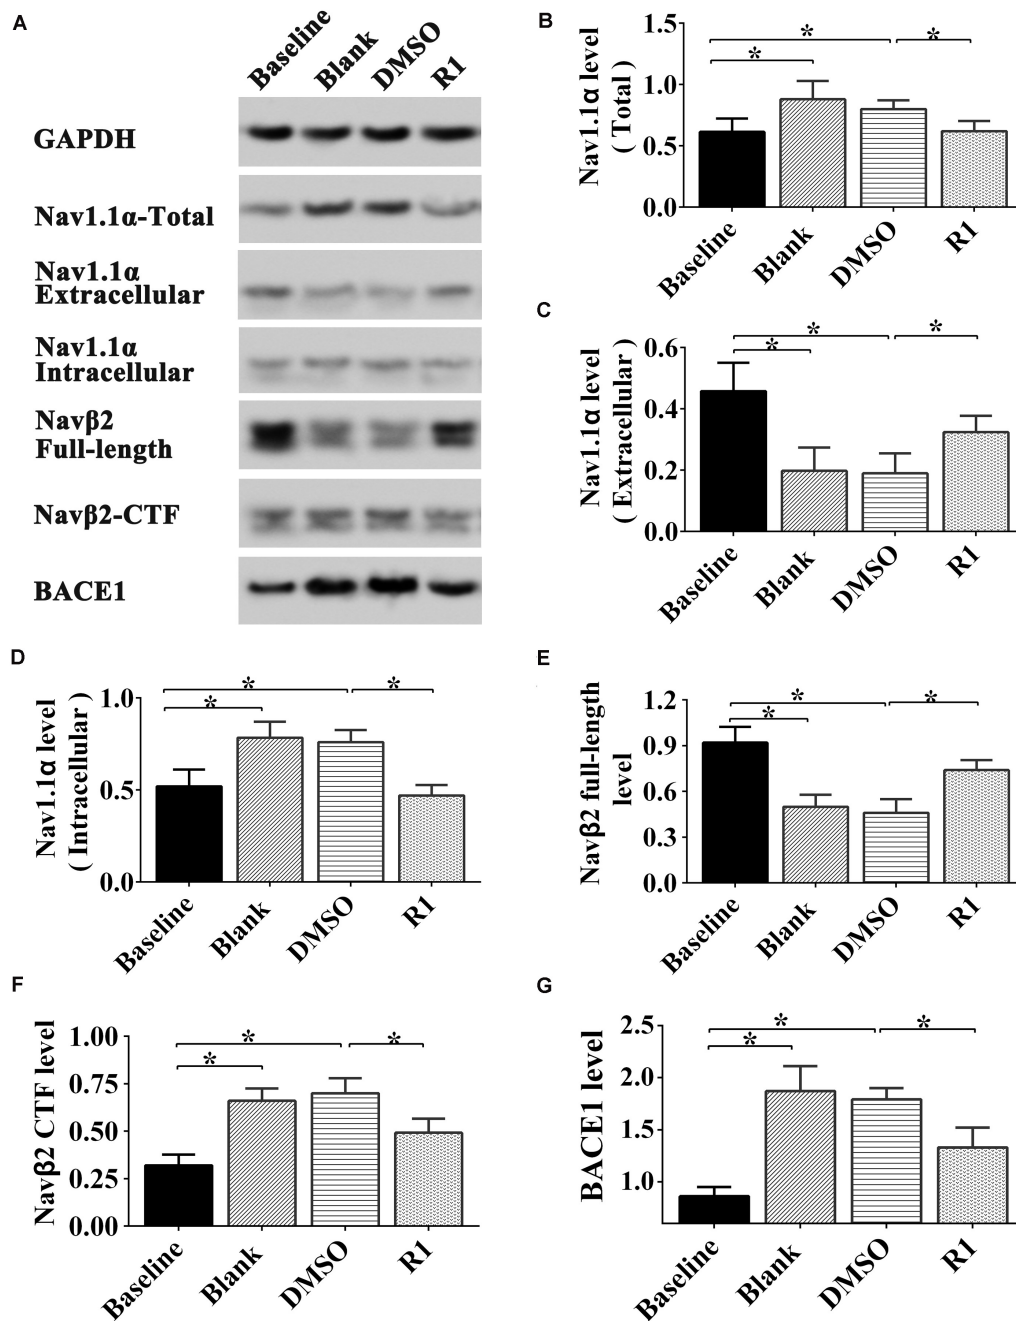 A
Baseline
Blank
DMSO
R1
GAPDH
Nav1.1α-Total
Nav1.1α
Extracellular
Nav1.1α
Intracellular
Navβ2
Full-length
Navβ2-CTF
BACE1
B
Nav1.1α level
( Total )
1.5
1.0
0.5
0.0
*
*
*
Baseline
Blank
DMSO
R1
C
Nav1.1α level
( Extracellular )
0.6
0.4
0.2
0.0
*
*
*
Baseline
Blank
DMSO
R1
D
Nav1.1α level
( Intracellular )
1.0
0.5
0.0
*
*
*
Baseline
Blank
DMSO
R1
E
Navβ2 full-length
level
1.2
0.9
0.6
0.3
0.0
*
*
*
Baseline
Blank
DMSO
R1
F
Navβ2 CTF level
1.00
0.75
0.50
0.25
0.00
*
*
*
Baseline
Blank
DMSO
R1
G
BACE1 level
2.5
2.0
1.5
1.0
*
*
*
Baseline
Blank
DMSO
R1